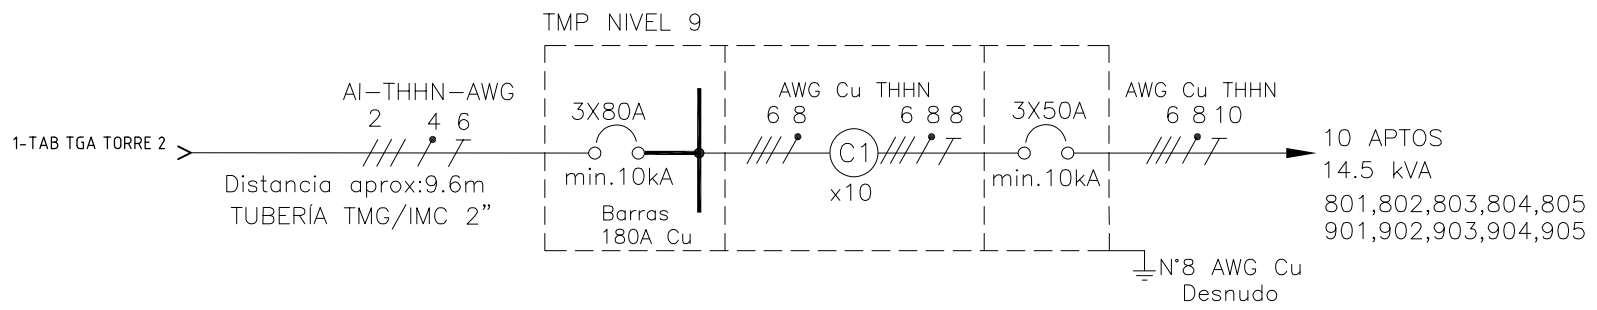 TMP NIVEL 9
Al-THHN-AWG
2 4 6
1-TAB TGA TORRE 2
Distancia aprox:9.6m
TUBERÍA TMG/IMC 2"
3X80A
min.10kA
Barras
180A Cu
AWG Cu THHN
6 8
6 8 8
C1
x10
3X50A
min.10kA
AWG Cu THHN
6 8 10
10 APTOS
14.5 kVA
801,802,803,804,805
901,902,903,904,905
N°8 AWG Cu
Desnudo